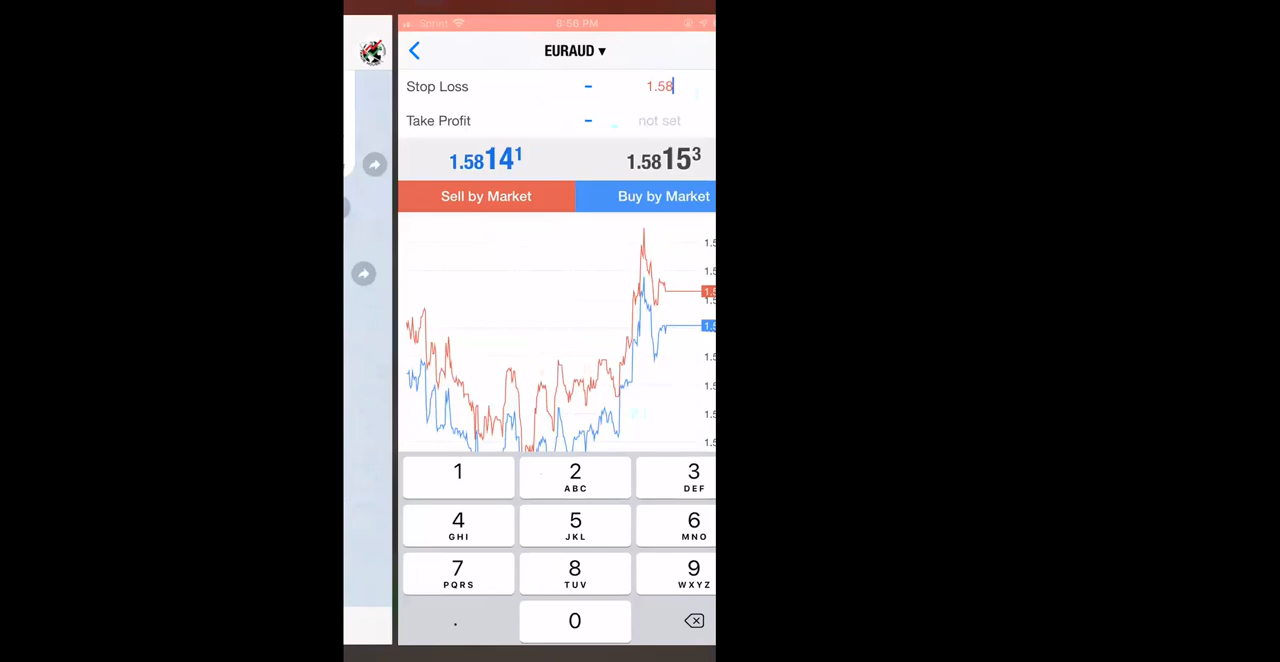 Sprint 8:56 PM
EURAUD ▾
Stop Loss - 1.58
Take Profit - not set
1.58141 1.58153
Sell by Market Buy by Market
1
2 ABC
3 DEF
4 GHI
5 JKL
6 MNO
7 PQRS
8 TUV
9 WXYZ
.
0